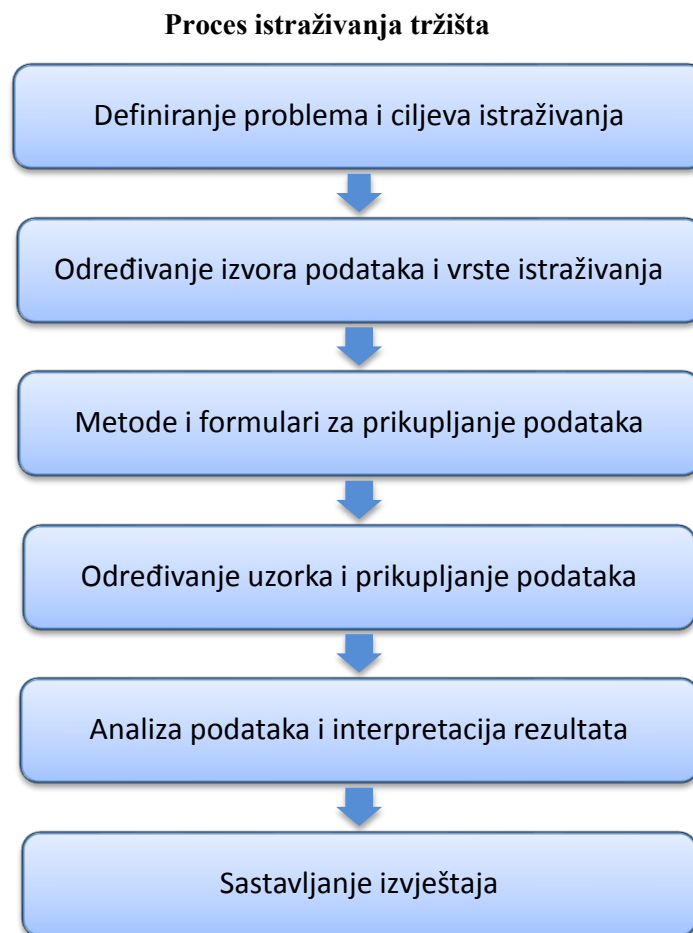 Proces istraživanja tržišta
Definiranje problema i ciljeva istraživanja
Određivanje izvora podataka i vrste istraživanja
Metode i formulari za prikupljanje podataka
Određivanje uzorka i prikupljanje podataka
Analiza podataka i interpretacija rezultata
Sastavljanje izvještaja